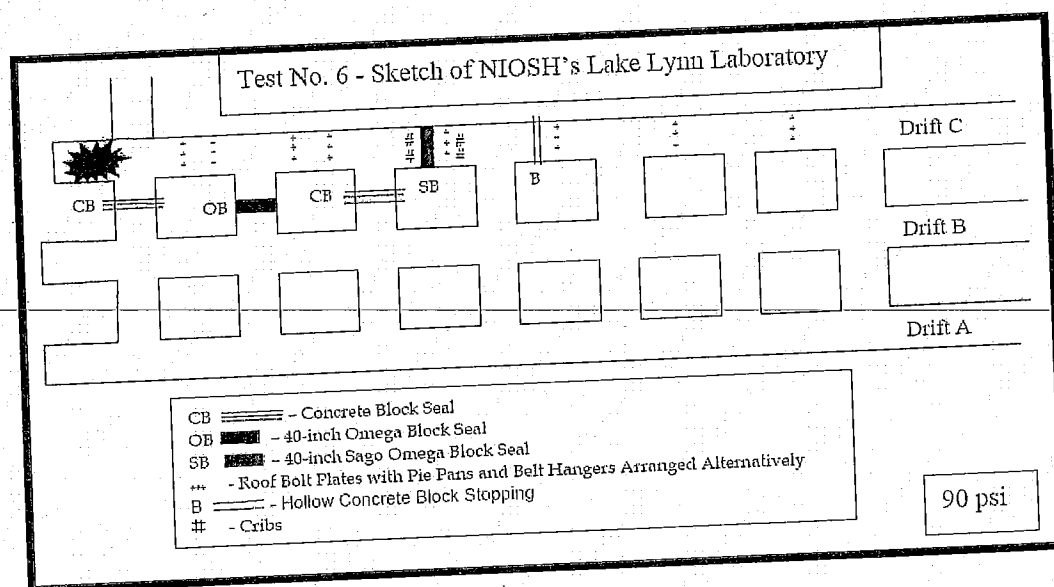 Test No. 6 - Sketch of NIOSH's Lake Lynn Laboratory
Drift C
CB
OB
CB
SB
B
Drift B
Drift A
CB - Concrete Block Seal
OB - 40-inch Omega Block Seal
SB - 40-inch Sago Omega Block Seal
- Roof Bolt Plates with Pie Pans and Belt Hangers Arranged Alternatively
B - Hollow Concrete Block Stopping
# - Cribs
90 psi